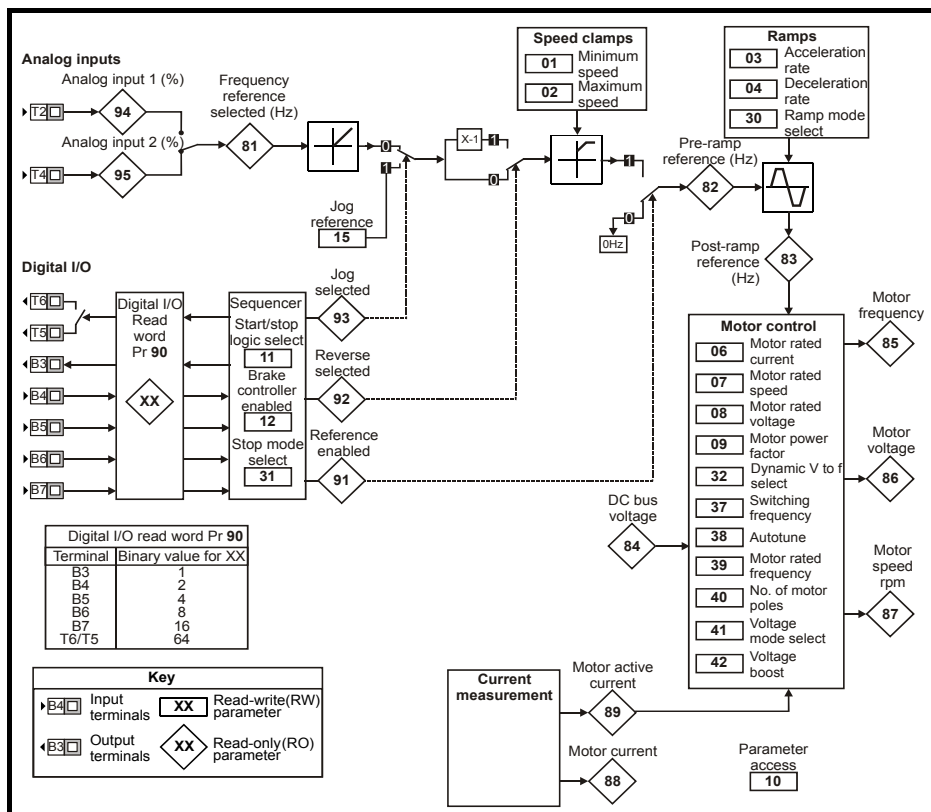 Analog inputs
Analog input 1 (%)
T2
94
Analog input 2 (%)
T4
95
Frequency
reference
selected (Hz)
81
0
1
Jog
reference
15
X-1
1
0
Speed clamps
01 Minimum
speed
02 Maximum
speed
1
0
0Hz
Pre-ramp
reference (Hz)
82
Ramps
03 Acceleration
rate
04 Deceleration
rate
30 Ramp mode
select
Post-ramp
reference
(Hz)
83
Digital I/O
T6
T5
B3
B4
B5
B6
B7
Digital I/O
Read
word
Pr 90
XX
Sequencer
Start/stop
logic select
11
Brake
controller
enabled
12
Stop mode
select
31
Jog
selected
93
Reverse
selected
92
Reference
enabled
91
DC bus
voltage
84
Motor control
06 Motor rated
current
07 Motor rated
speed
08 Motor rated
voltage
09 Motor power
factor
32 Dynamic V to f
select
37 Switching
frequency
38 Autotune
39 Motor rated
frequency
40 No. of motor
poles
41 Voltage
mode select
42 Voltage
boost
Motor
frequency
85
Motor
voltage
86
Motor
speed
rpm
87
Digital I/O read word Pr 90
Terminal Binary value for XX
B3 1
B4 2
B5 4
B6 8
B7 16
T6/T5 64
Key
B4 Input
terminals
XX Read-write(RW)
parameter
B3 Output
terminals
XX Read-only(RO)
parameter
Current
measurement
Motor active
current
89
Motor current
88
Parameter
access
10